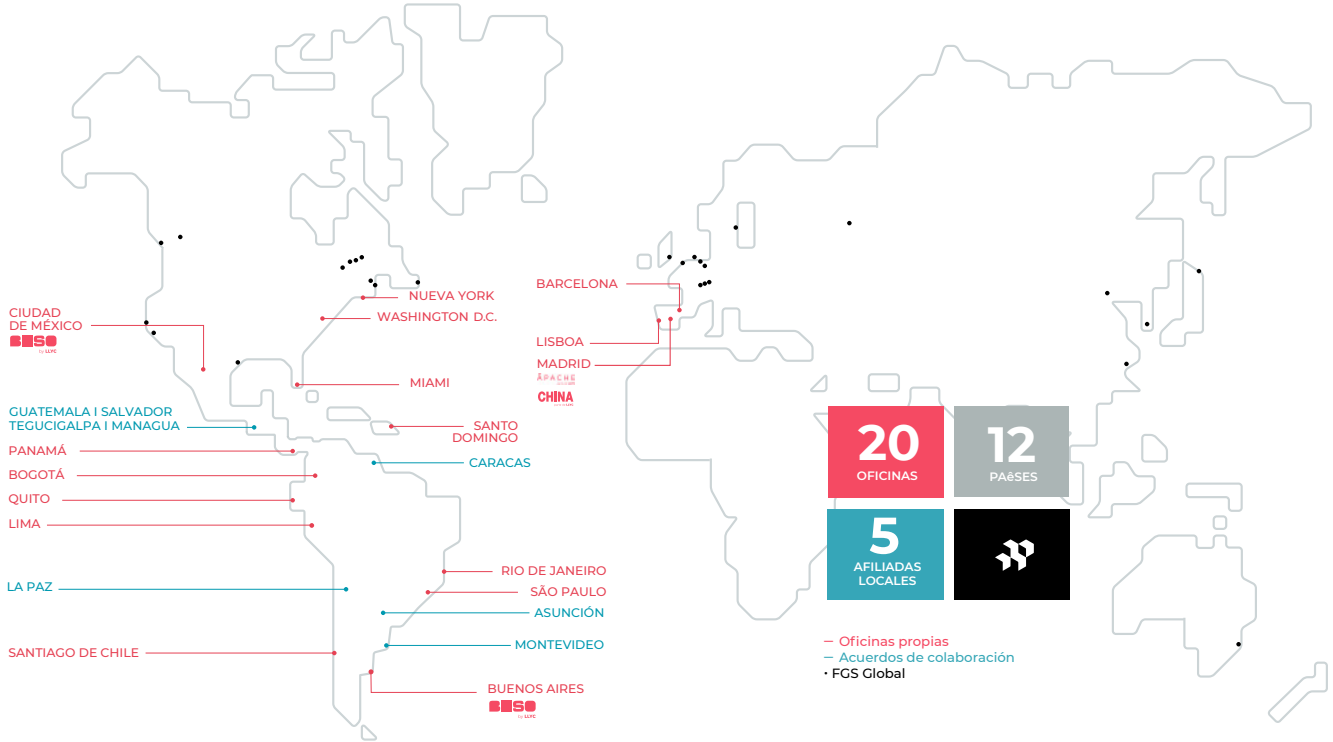 CIUDAD
DE MÉXICO
BESO
by LLYC
GUATEMALA I SALVADOR
TEGUCIGALPA I MANAGUA
PANAMÁ
BOGOTÁ
QUITO
LIMA
LA PAZ
SANTIAGO DE CHILE
NUEVA YORK
WASHINGTON D.C.
MIAMI
SANTO
DOMINGO
CARACAS
RIO DE JANEIRO
SÃO PAULO
ASUNCIÓN
MONTEVIDEO
BUENOS AIRES
BESO
by LLYC
BARCELONA
LISBOA
MADRID
APACHE
CHINA
20
OFICINAS
12
PAêSES
5
AFILIADAS
LOCALES
– Oficinas propias
– Acuerdos de colaboración
· FGS Global